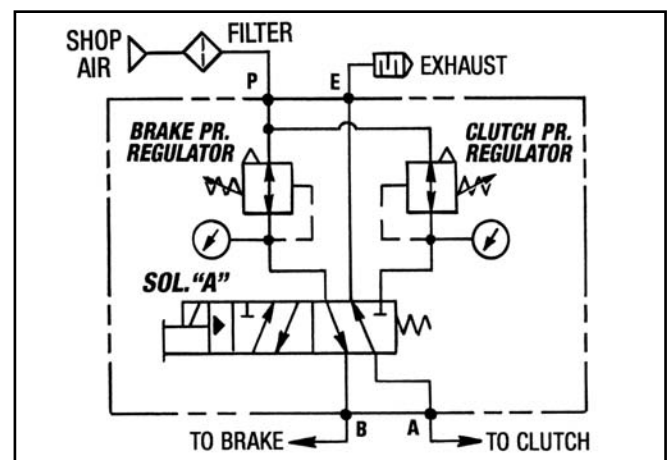 SHOP AIR
FILTER
P
E
EXHAUST
BRAKE PR.
REGULATOR
CLUTCH PR.
REGULATOR
SOL. "A"
B
A
TO BRAKE
TO CLUTCH